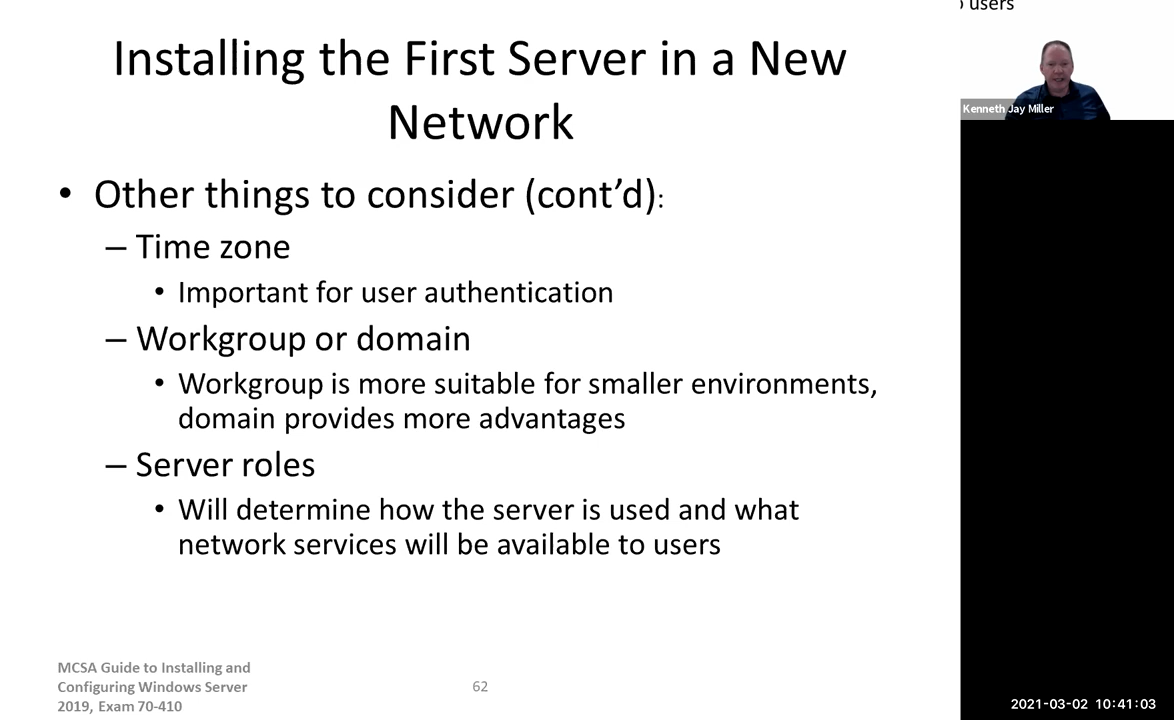 Installing the First Server in a New
Network
• Other things to consider (cont’d):
– Time zone
• Important for user authentication
– Workgroup or domain
• Workgroup is more suitable for smaller environments,
domain provides more advantages
– Server roles
• Will determine how the server is used and what
network services will be available to users
MCSA Guide to Installing and
Configuring Windows Server
2019, Exam 70-410
62
users
Kenneth Jay Miller
2021-03-02 10:41:03